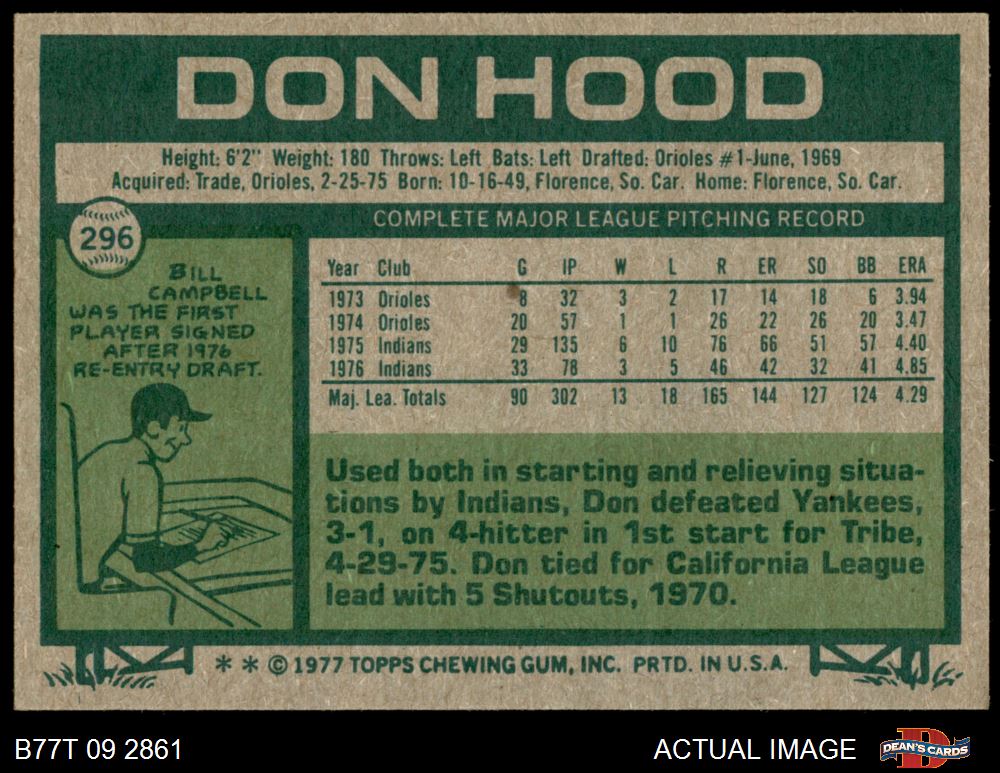 DON HOOD
Height: 6'2" Weight: 180 Throws: Left Bats: Left Drafted: Orioles #1-June, 1969
Acquired: Trade, Orioles, 2-25-75 Born: 10-16-49, Florence, So. Car. Home: Florence, So. Car.
COMPLETE MAJOR LEAGUE PITCHING RECORD
296
BILL
CAMPBELL
WAS THE FIRST
PLAYER SIGNED
AFTER 1976
RE-ENTRY DRAFT.
Year Club G IP W L R ER SO BB ERA
1973 Orioles 8 32 3 2 17 14 18 6 3.94
1974 Orioles 20 57 1 1 26 22 26 20 3.47
1975 Indians 29 135 6 10 76 66 51 57 4.40
1976 Indians 33 78 3 5 46 42 32 41 4.85
Maj. Lea. Totals 90 302 13 18 165 144 127 124 4.29
Used both in starting and relieving situa-
tions by Indians, Don defeated Yankees,
3-1, on 4-hitter in 1st start for Tribe,
4-29-75. Don tied for California League
lead with 5 Shutouts, 1970.
* * © 1977 TOPPS CHEWING GUM, INC. PRTD. IN U.S.A.
B77T 09 2861
ACTUAL IMAGE
D
DEAN'S CARDS